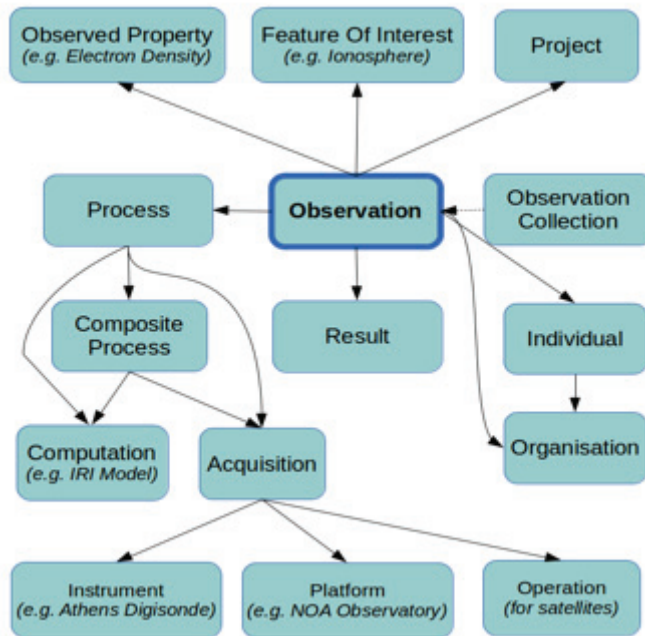 Observed Property
(e.g. Electron Density)
Feature Of Interest
(e.g. Ionosphere)
Project
Process
Observation
Observation
Collection
Composite
Process
Result
Individual
Computation
(e.g. IRI Model)
Acquisition
Organisation
Instrument
(e.g. Athens Digisonde)
Platform
(e.g. NOA Observatory)
Operation
(for satellites)